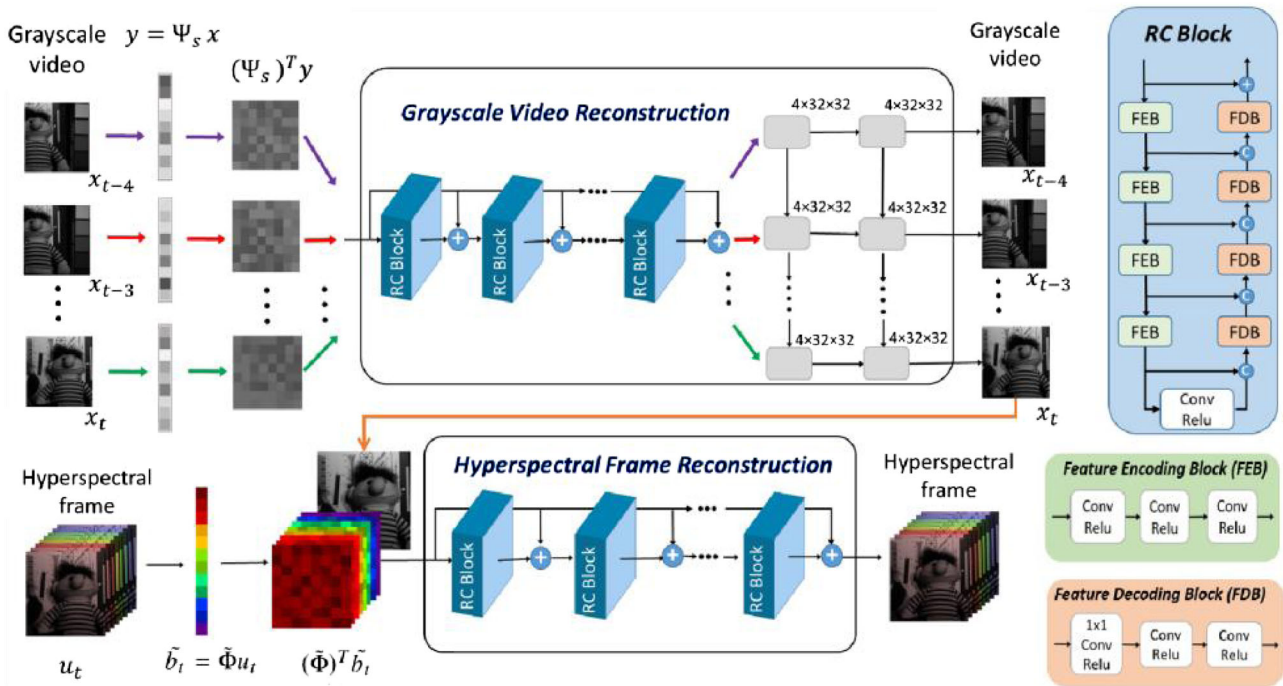 Grayscale
video
y = Ψ_s x
(Ψ_s)^T y
x_{t−4}
x_{t−3}
x_t
Grayscale Video Reconstruction
RC Block
RC Block
RC Block
4×32×32
4×32×32
4×32×32
4×32×32
4×32×32
4×32×32
Grayscale
video
x_{t−4}
x_{t−3}
x_t
RC Block
FEB
FDB
FEB
FDB
C
FEB
FDB
C
FEB
FDB
C
C
Conv
Relu
Hyperspectral
frame
u_t
b̃_t = Φ̃u_t
(Φ̃)^T b̃_t
Hyperspectral Frame Reconstruction
RC Block
RC Block
RC Block
Hyperspectral
frame
Feature Encoding Block (FEB)
Conv
Relu
Conv
Relu
Conv
Relu
Feature Decoding Block (FDB)
1x1
Conv
Relu
Conv
Relu
Conv
Relu